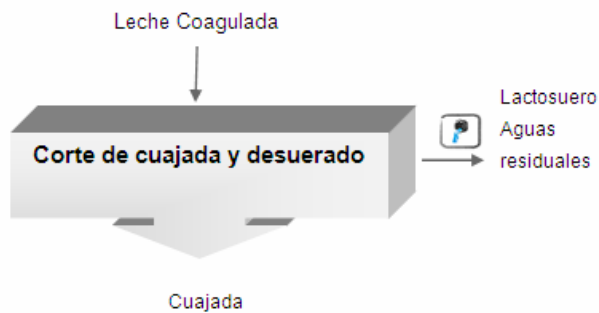 Leche Coagulada
Corte de cuajada y desuerado
Lactosuero
Aguas
residuales
Cuajada